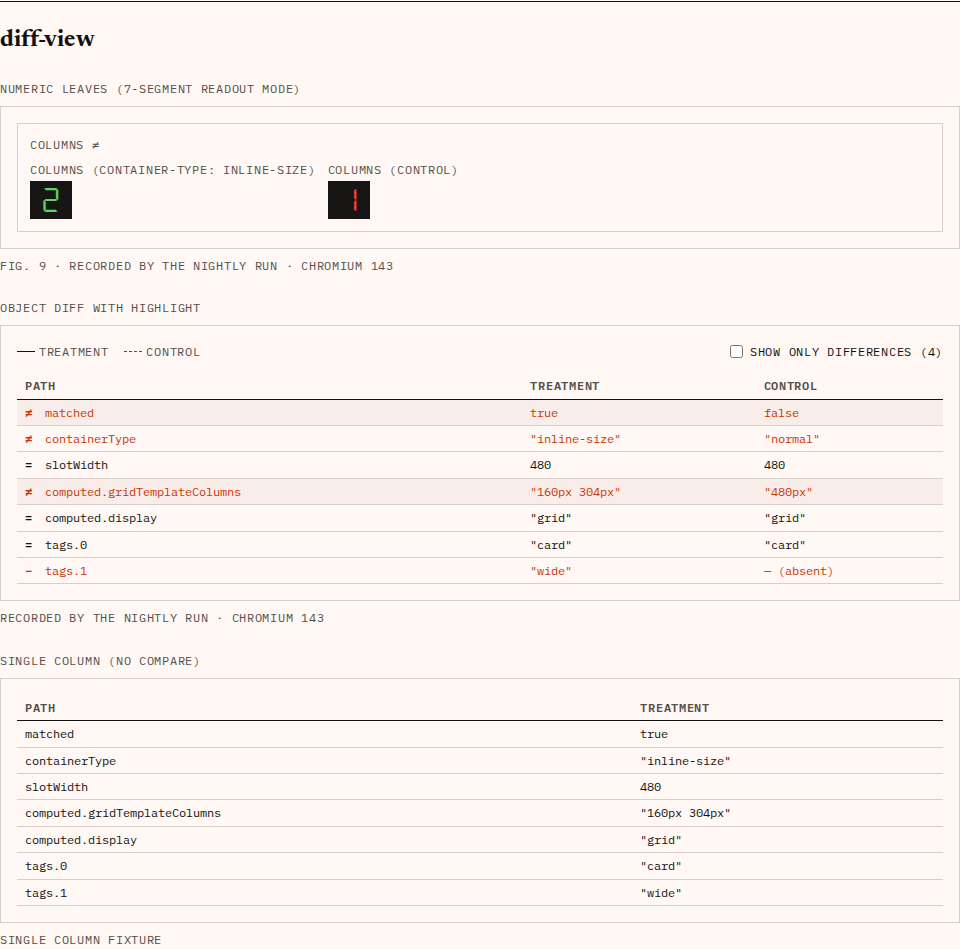 diff-view
NUMERIC LEAVES (7-SEGMENT READOUT MODE)
COLUMNS ≠
COLUMNS (CONTAINER-TYPE: INLINE-SIZE) COLUMNS (CONTROL)
2 1
FIG. 9 · RECORDED BY THE NIGHTLY RUN · CHROMIUM 143
OBJECT DIFF WITH HIGHLIGHT
TREATMENT CONTROL SHOW ONLY DIFFERENCES (4)
PATH TREATMENT CONTROL
≠ matched true false
≠ containerType "inline-size" "normal"
= slotWidth 480 480
≠ computed.gridTemplateColumns "160px 304px" "480px"
= computed.display "grid" "grid"
= tags.0 "card" "card"
− tags.1 "wide" — (absent)
RECORDED BY THE NIGHTLY RUN · CHROMIUM 143
SINGLE COLUMN (NO COMPARE)
PATH TREATMENT
matched true
containerType "inline-size"
slotWidth 480
computed.gridTemplateColumns "160px 304px"
computed.display "grid"
tags.0 "card"
tags.1 "wide"
SINGLE COLUMN FIXTURE